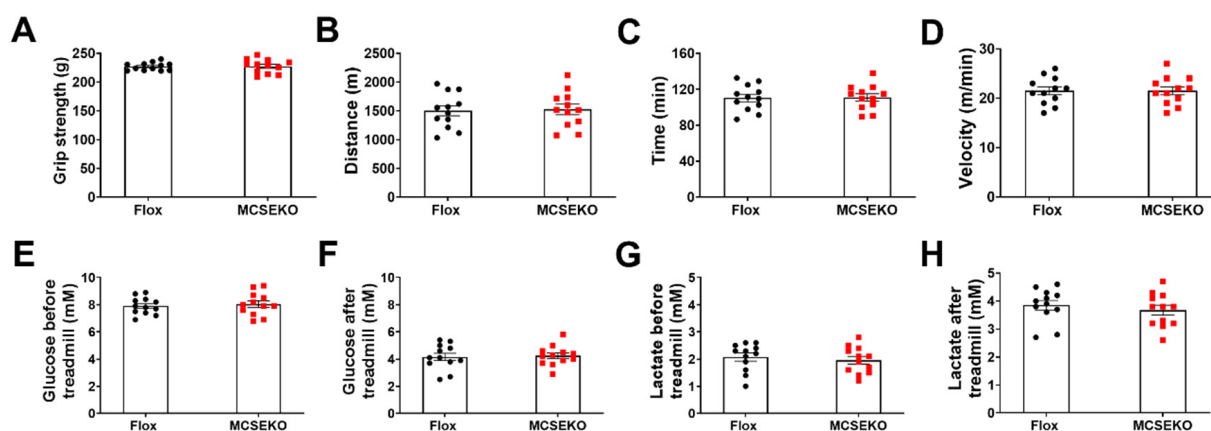 A
Grip strength (g)
250
200
150
100
50
0
Flox
MCSEKO
B
Distance (m)
2500
2000
1500
1000
500
0
Flox
MCSEKO
C
Time (min)
160
120
80
40
0
Flox
MCSEKO
D
Velocity (m/min)
30
20
10
0
Flox
MCSEKO
E
Glucose before
treadmill (mM)
10
8
6
4
2
0
Flox
MCSEKO
F
Glucose after
treadmill (mM)
10
8
6
4
2
0
Flox
MCSEKO
G
Lactate before
treadmill (mM)
5
4
3
2
1
0
Flox
MCSEKO
H
Lactate after
treadmill (mM)
5
4
3
2
1
0
Flox
MCSEKO